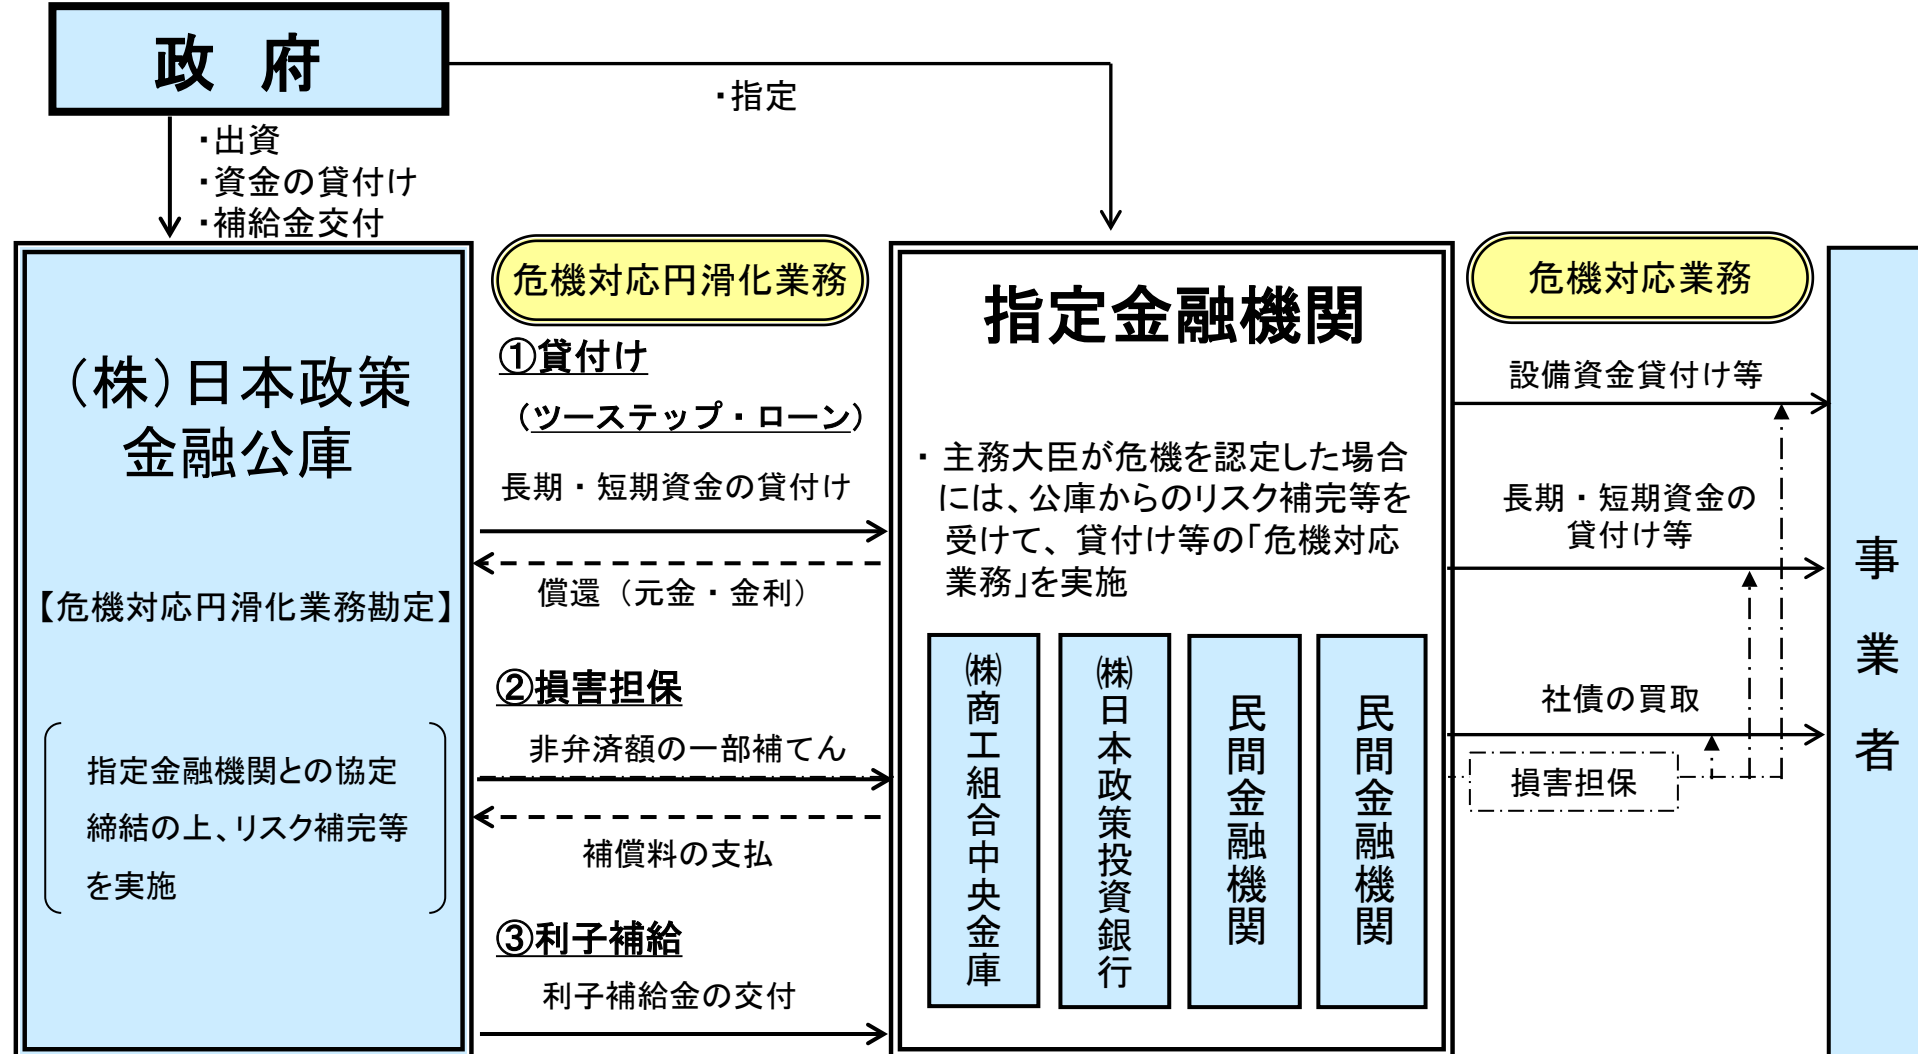 政 府
・指定
・出資
・資金の貸付け
・補給金交付
(株)日本政策
金融公庫
【危機対応円滑化業務勘定】
指定金融機関との協定
締結の上、リスク補完等
を実施
危機対応円滑化業務
①貸付け
(ツーステップ・ローン)
長期・短期資金の貸付け
償還(元金・金利)
②損害担保
非弁済額の一部補てん
補償料の支払
③利子補給
利子補給金の交付
指定金融機関
・ 主務大臣が危機を認定した場合
には、公庫からのリスク補完等を
受けて、貸付け等の「危機対応
業務」を実施
㈱商工組合中央金庫
㈱日本政策投資銀行
民間金融機関
民間金融機関
危機対応業務
設備資金貸付け等
長期・短期資金の
貸付け等
社債の買取
損害担保
事業者